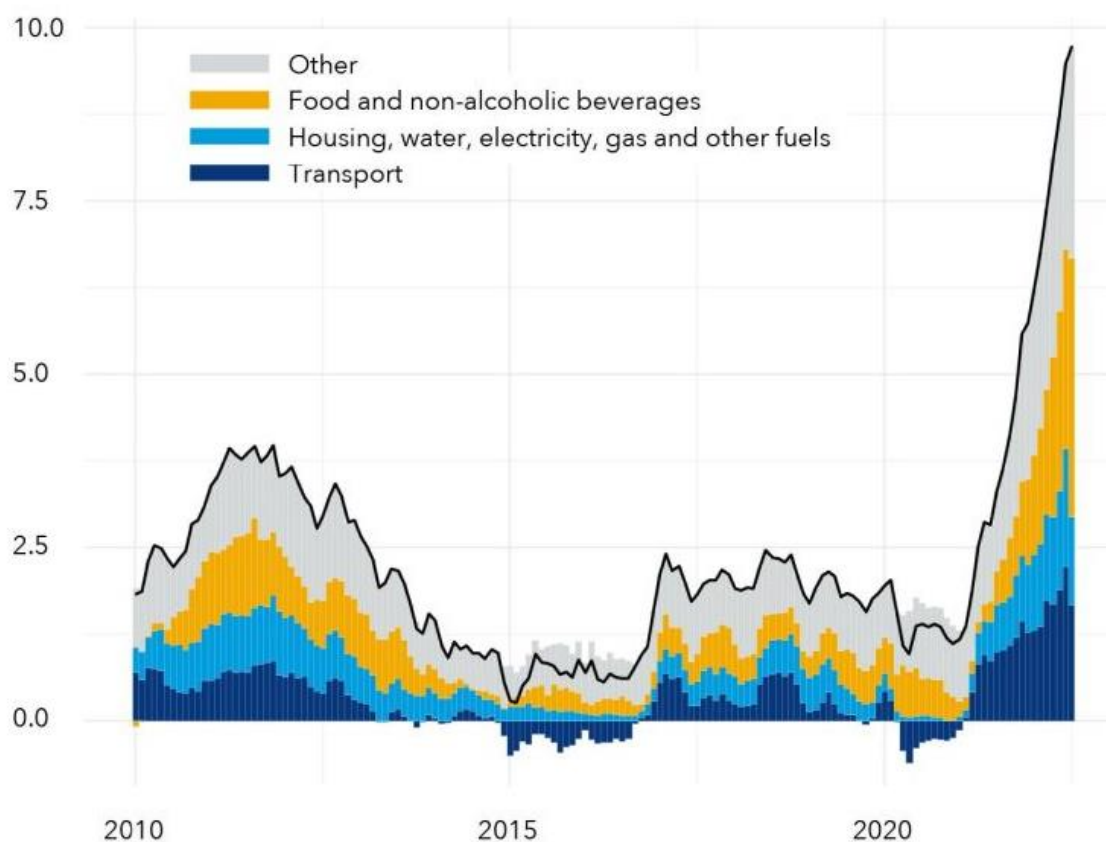 10.0
Other
Food and non-alcoholic beverages
Housing, water, electricity, gas and other fuels
Transport
7.5
5.0
2.5
0.0
2010 2015 2020